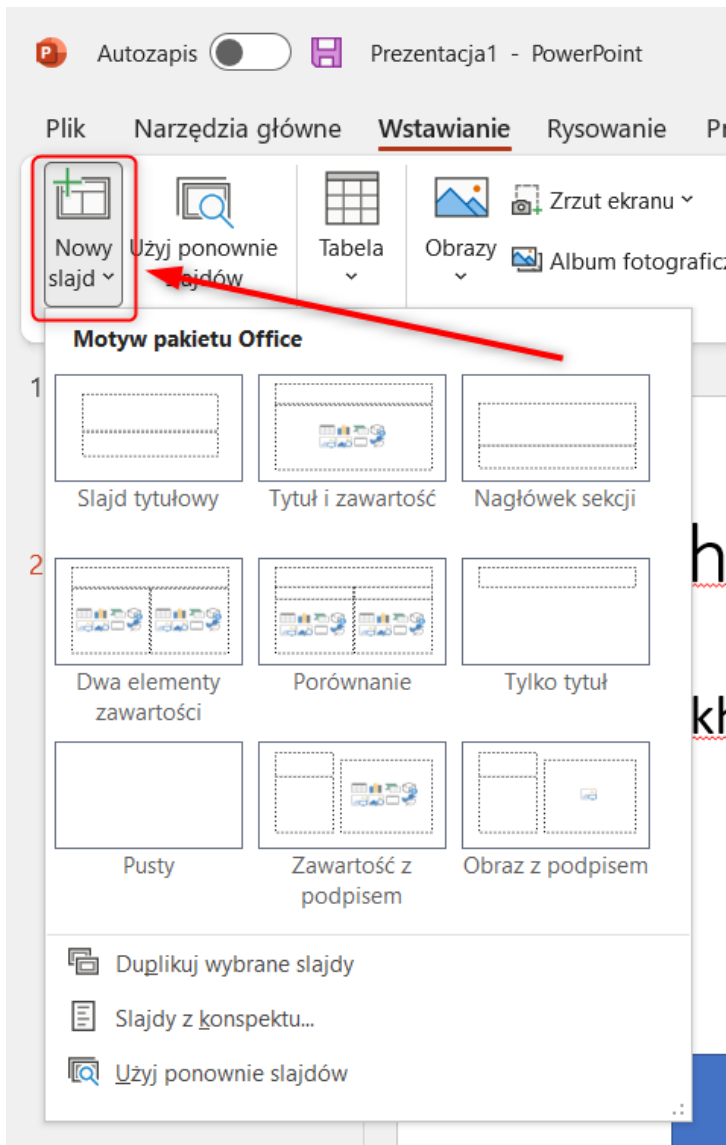 Autozapis Prezentacja1 - PowerPoint
Plik Narzędzia główne Wstawianie Rysowanie
Nowy slajd
Użyj ponownie slajdów
Tabela
Obrazy
Zrzut ekranu
Album
Motyw pakietu Office
1
Slajd tytułowy Tytuł i zawartość Nagłówek sekcji
2
Dwa elementy zawartości
Porównanie
Tylko tytuł
Pusty
Zawartość z podpisem
Obraz z podpisem
Duplikuj wybrane slajdy
Slajdy z konspektu...
Użyj ponownie slajdów